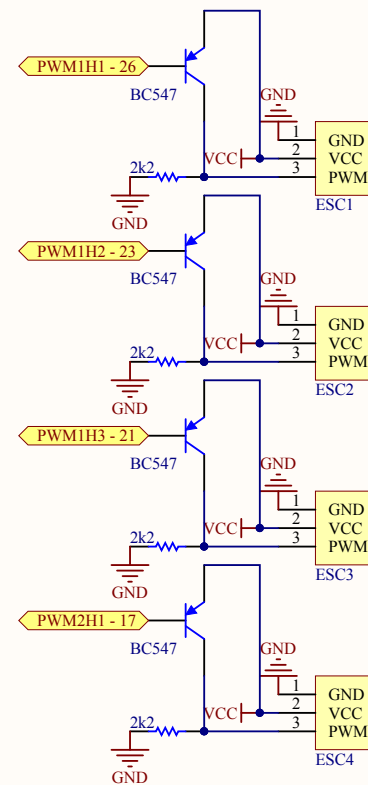 PWM1H1 - 26
BC547
GND
1 GND
VCC 2 VCC
2k2 3 PWM
GND
ESC1
PWM1H2 - 23
BC547
GND
1 GND
VCC 2 VCC
2k2 3 PWM
GND
ESC2
PWM1H3 - 21
BC547
GND
1 GND
VCC 2 VCC
2k2 3 PWM
GND
ESC3
PWM2H1 - 17
BC547
GND
1 GND
VCC 2 VCC
2k2 3 PWM
GND
ESC4